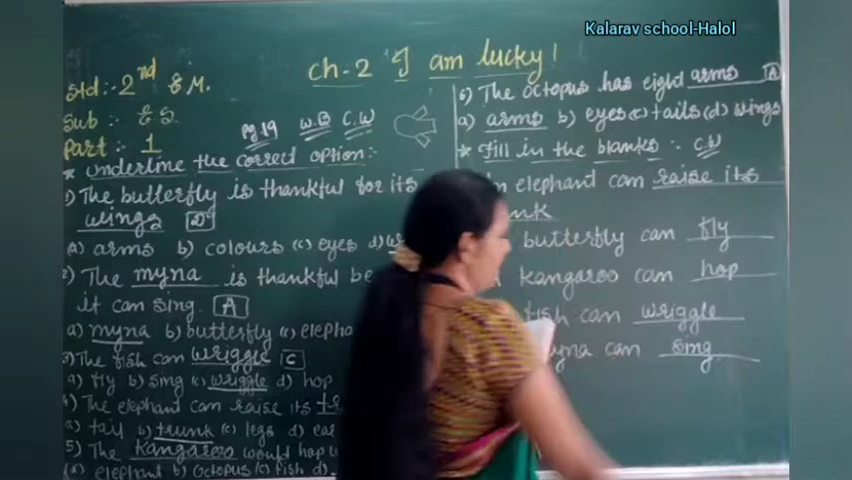 Kalarav school-Halol
Std:- 2nd E.M.
Sub :- E.S.
Part :- 1
ch-2 I am lucky!
Pg.19 W.B C.W
* underline the correct option:-
1) The butterfly is thankful for its
wings D
(A) arms b) colours (c) eyes d)
2) The myna is thankful be
it can sing. A
a) myna b) butterfly (c) eleph
3) The fish can wriggle C
a) fly b) sing (c) wriggle d) hop
4) The elephant can raise its
a) tail b) trunk (c) legs d) ear
5) The kangaroo would hop
(a) elephant b) octopus (c) fish d)
6) The octopus has eight arms A
a) arms b) eyes (c) tails (d) wings
* Fill in the blanks :- CW
elephant can raise its
butterfly can fly
kangaroo can hop
fish can wriggle
myna can sing